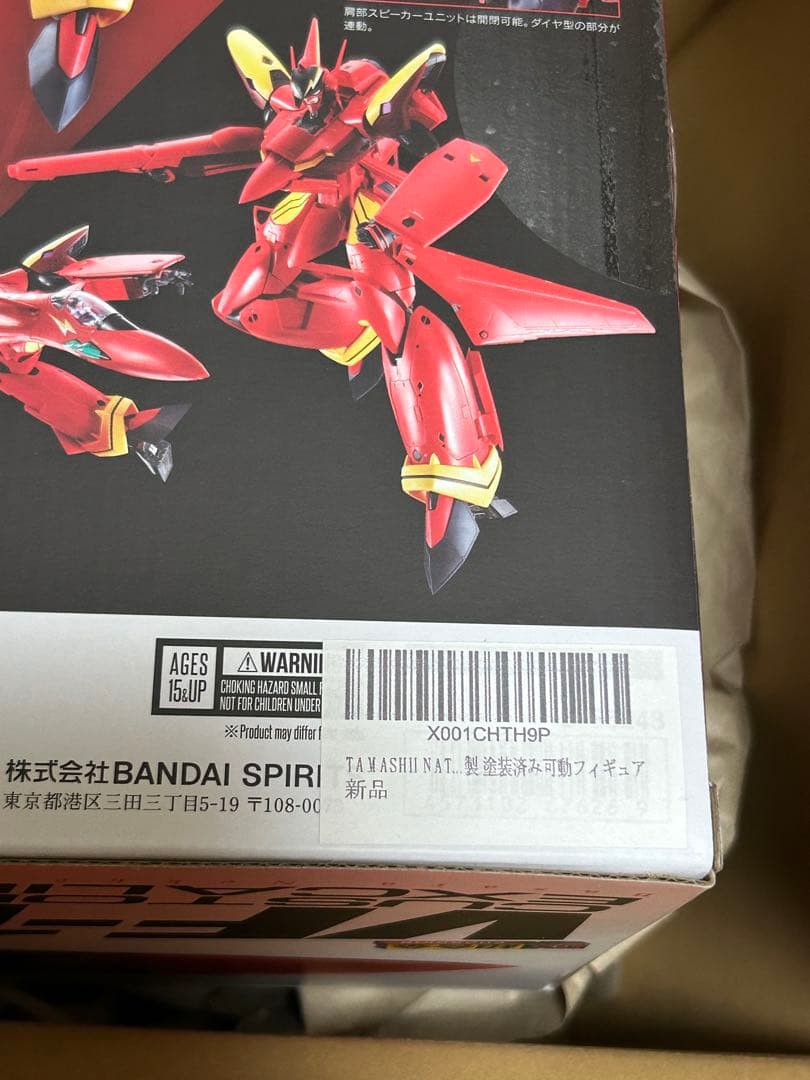 肩部スピーカーユニットは開閉可能。ダイヤ型の部分が
連動。
AGES
15&UP
⚠WARNI
CHOKING HAZARD SMALL
NOT FOR CHILDREN UNDER
※Product may differ f
X001CHTH9P
TAMASHII NAT...製 塗装済み可動フィギュア
新品
株式会社BANDAI SPIRI
東京都港区三田三丁目5-19 〒108-00